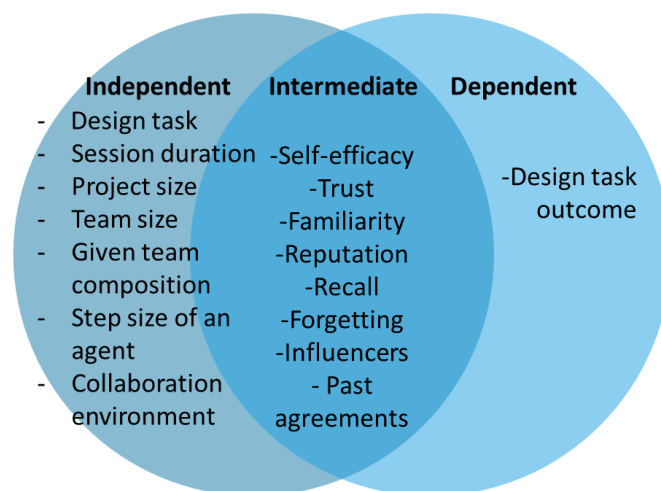 Independent
- Design task
- Session duration
- Project size
- Team size
- Given team
composition
- Step size of an
agent
- Collaboration
environment
Intermediate
-Self-efficacy
-Trust
-Familiarity
-Reputation
-Recall
-Forgetting
-Influencers
- Past
agreements
Dependent
-Design task
outcome